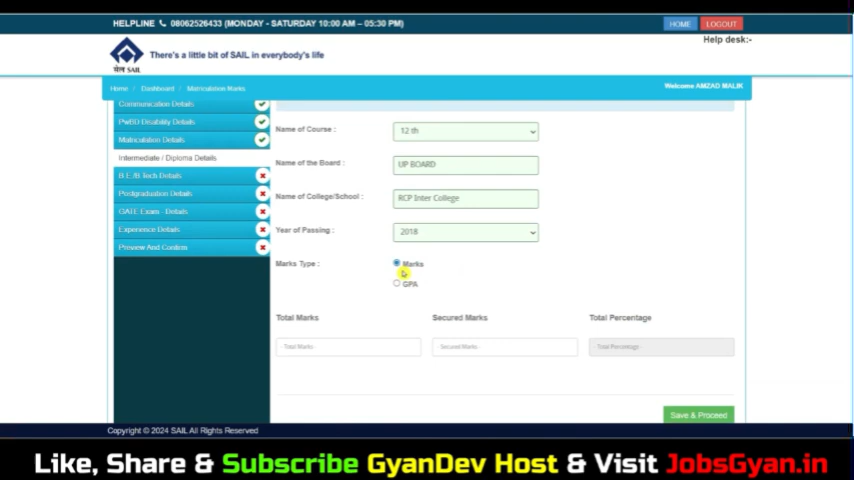 HELPLINE 08062526433 (MONDAY - SATURDAY 10:00 AM – 05:30 PM)
HOME LOGOUT
Help desk:-
There's a little bit of SAIL in everybody's life
सेल SAIL
Home / Dashboard / Matriculation Marks
Welcome AMZAD MALIK
Communication Details
PwBD Disability Details
Matriculation Details
Intermediate / Diploma Details
B.E./B.Tech Details
Postgraduation Details
GATE Exam - Details
Experience Details
Preview And Confirm
Name of Course : 12 th
Name of the Board : UP BOARD
Name of College/School : RCP Inter College
Year of Passing : 2018
Marks Type : Marks
GPA
Total Marks Secured Marks Total Percentage
- Total Marks - - Secured Marks - - Total Percentage -
Save & Proceed
Copyright © 2024 SAIL All Rights Reserved
Like, Share & Subscribe GyanDev Host & Visit JobsGyan.in